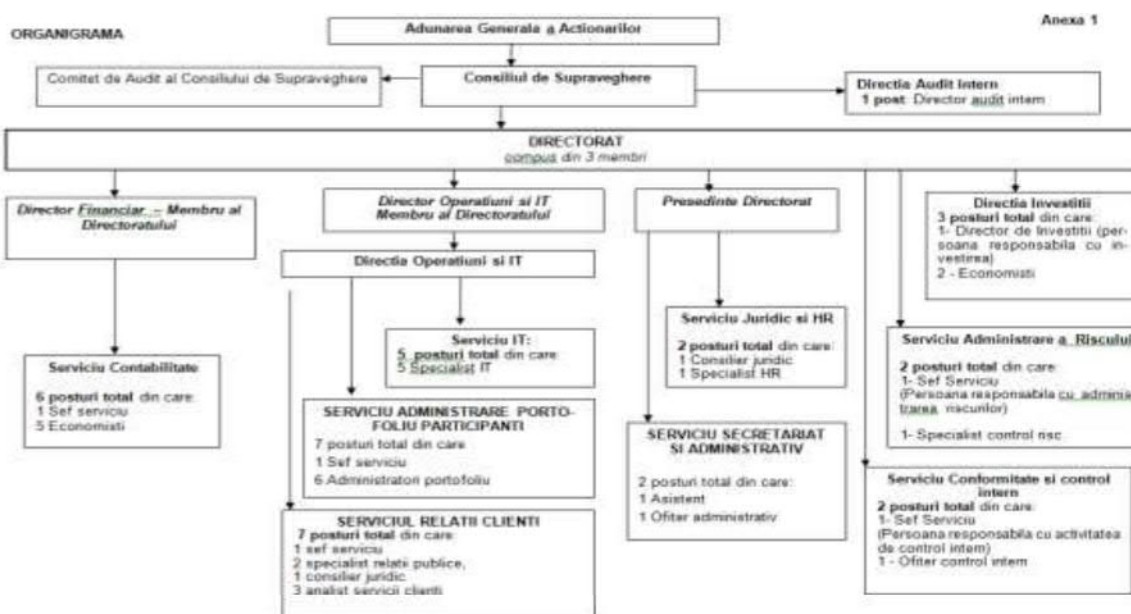 Anexa 1
ORGANIGRAMA
Adunarea Generala a Actionarilor
Comitet de Audit al Consiliului de Supraveghere
Consiliul de Supraveghere
Directia Audit Intern
1 post Director audit intern
DIRECTORAT
compus din 3 membri
Director Financiar – Membru al
Directoratului
Director Operatiuni si IT
Membru al Directoratului
Presedinte Directorat
Directia Investitii
3 posturi total din care:
1- Director de Investitii (per-
soana responsabila cu in-
vestirea)
2 - Economisti
Directia Operatiuni si IT
Serviciu Contabilitate
6 posturi total din care:
1 Sef serviciu
5 Economisti
Serviciu IT:
5 posturi total din care
5 Specialist IT
SERVICIU ADMINISTRARE PORTO-
FOLIU PARTICIPANTI
7 posturi total din care
1 Sef serviciu
6 Administratori portofoliu
SERVICIUL RELATII CLIENTI
7 posturi total din care
1 sef serviciu
2 specialist relatii publice,
1 consilier juridic
3 analist servicii clienti
Serviciu Juridic si HR
2 posturi total din care:
1 Consilier juridic
1 Specialist HR
SERVICIU SECRETARIAT
SI ADMINISTRATIV
2 posturi total din care:
1 Asistent
1 Ofiter administrativ
Serviciu Administrare a Riscului
2 posturi total din care:
1- Sef Serviciu
(Persoana responsabila cu adminis
trarea riscurilor)
1- Specialist control risc
Serviciu Conformitate si control
intern
2 posturi total din care:
1- Sef Serviciu
(Persoana responsabila cu activitatea
de control intern)
1 - Ofiter control intern